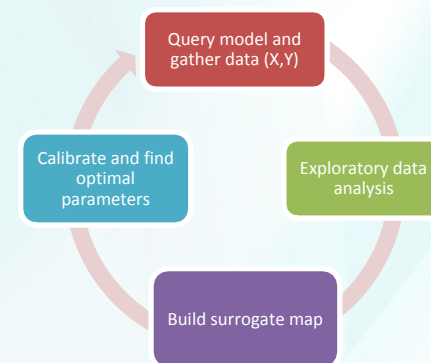 Query model and
gather data (X,Y)
Exploratory data
analysis
Build surrogate map
Calibrate and find
optimal
parameters